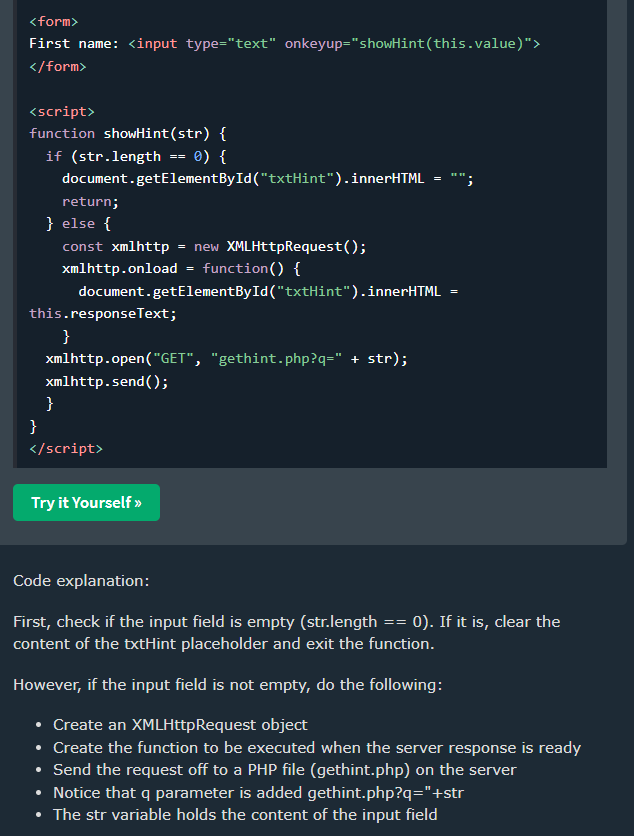 <form>
First name: <input type="text" onkeyup="showHint(this.value)">
</form>

<script>
function showHint(str) {
  if (str.length == 0) {
    document.getElementById("txtHint").innerHTML = "";
    return;
  } else {
    const xmlhttp = new XMLHttpRequest();
    xmlhttp.onload = function() {
      document.getElementById("txtHint").innerHTML =
this.responseText;
    }
  xmlhttp.open("GET", "gethint.php?q=" + str);
  xmlhttp.send();
  }
}
</script>
Try it Yourself »
Code explanation:
First, check if the input field is empty (str.length == 0). If it is, clear the
content of the txtHint placeholder and exit the function.
However, if the input field is not empty, do the following:
• Create an XMLHttpRequest object
• Create the function to be executed when the server response is ready
• Send the request off to a PHP file (gethint.php) on the server
• Notice that q parameter is added gethint.php?q="+str
• The str variable holds the content of the input field